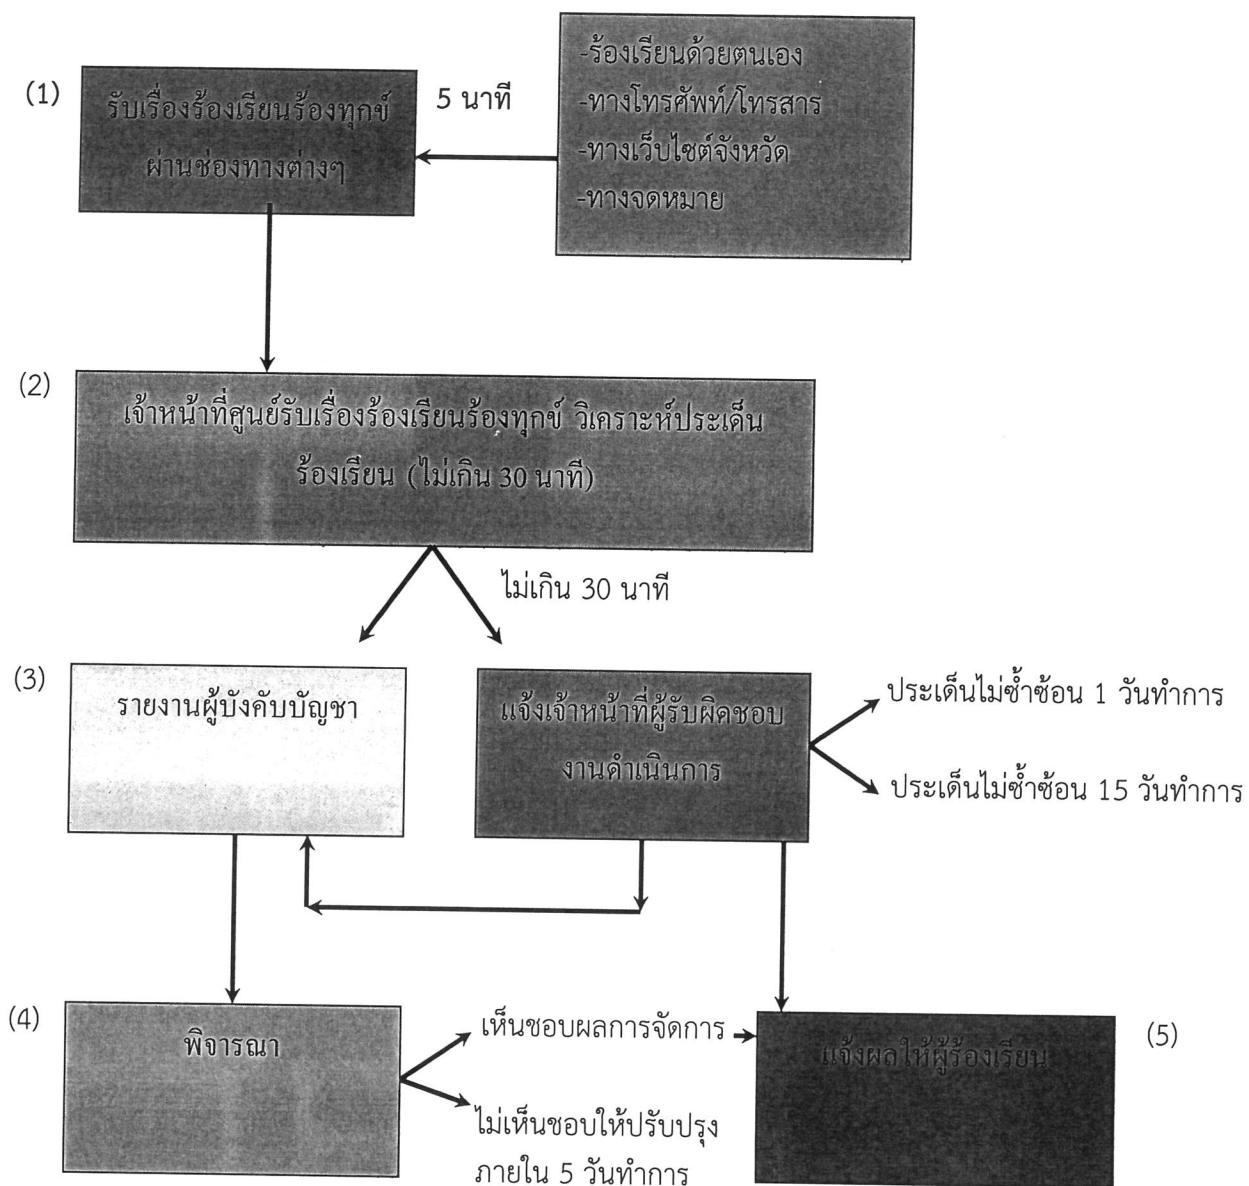 (1)
รับเรื่องร้องเรียนร้องทุกข์
ผ่านช่องทางต่างๆ
5 นาที
-ร้องเรียนด้วยตนเอง
-ทางโทรศัพท์/โทรสาร
-ทางเว็บไซต์จังหวัด
-ทางจดหมาย
(2)
เจ้าหน้าที่ศูนย์รับเรื่องร้องเรียนร้องทุกข์ วิเคราะห์ประเด็น
ร้องเรียน (ไม่เกิน 30 นาที)
ไม่เกิน 30 นาที
(3)
รายงานผู้บังคับบัญชา
แจ้งเจ้าหน้าที่ผู้รับผิดชอบ
งานดำเนินการ
ประเด็นไม่ซ้ำซ้อน 1 วันทำการ
ประเด็นไม่ซ้ำซ้อน 15 วันทำการ
(4)
พิจารณา
เห็นชอบผลการจัดการ
ไม่เห็นชอบให้ปรับปรุง
ภายใน 5 วันทำการ
แจ้งผลให้ผู้ร้องเรียน
(5)